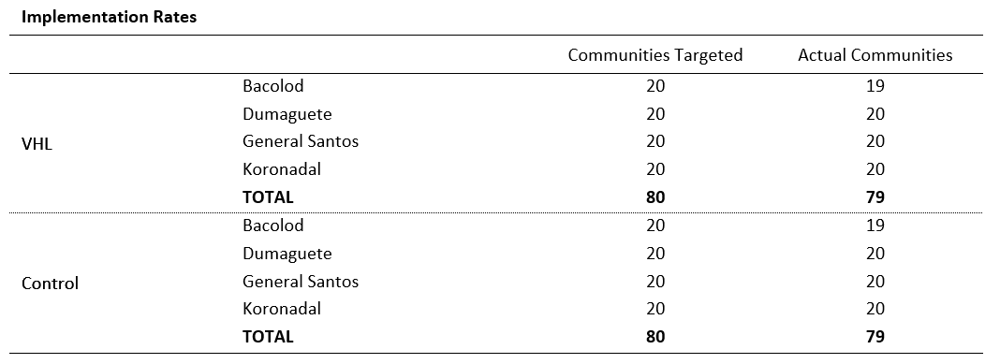 Implementation Rates
Communities Targeted Actual Communities
Bacolod 20 19
Dumaguete 20 20
VHL General Santos 20 20
Koronadal 20 20
TOTAL 80 79
Bacolod 20 19
Dumaguete 20 20
Control General Santos 20 20
Koronadal 20 20
TOTAL 80 79